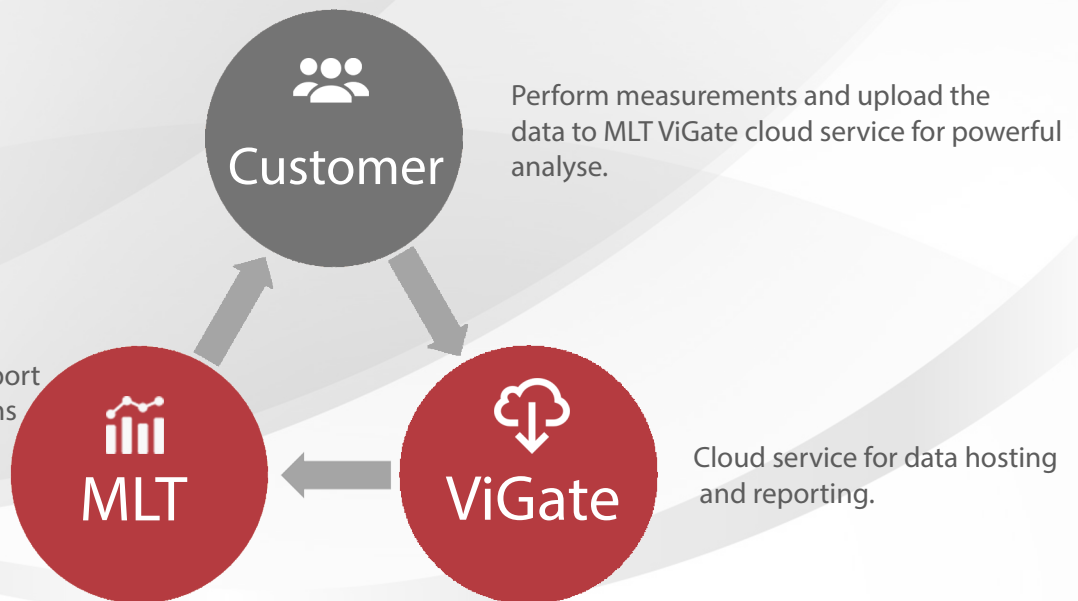 Customer
Perform measurements and upload the
data to MLT ViGate cloud service for powerful
analyse.
MLT
ViGate
Cloud service for data hosting
and reporting.